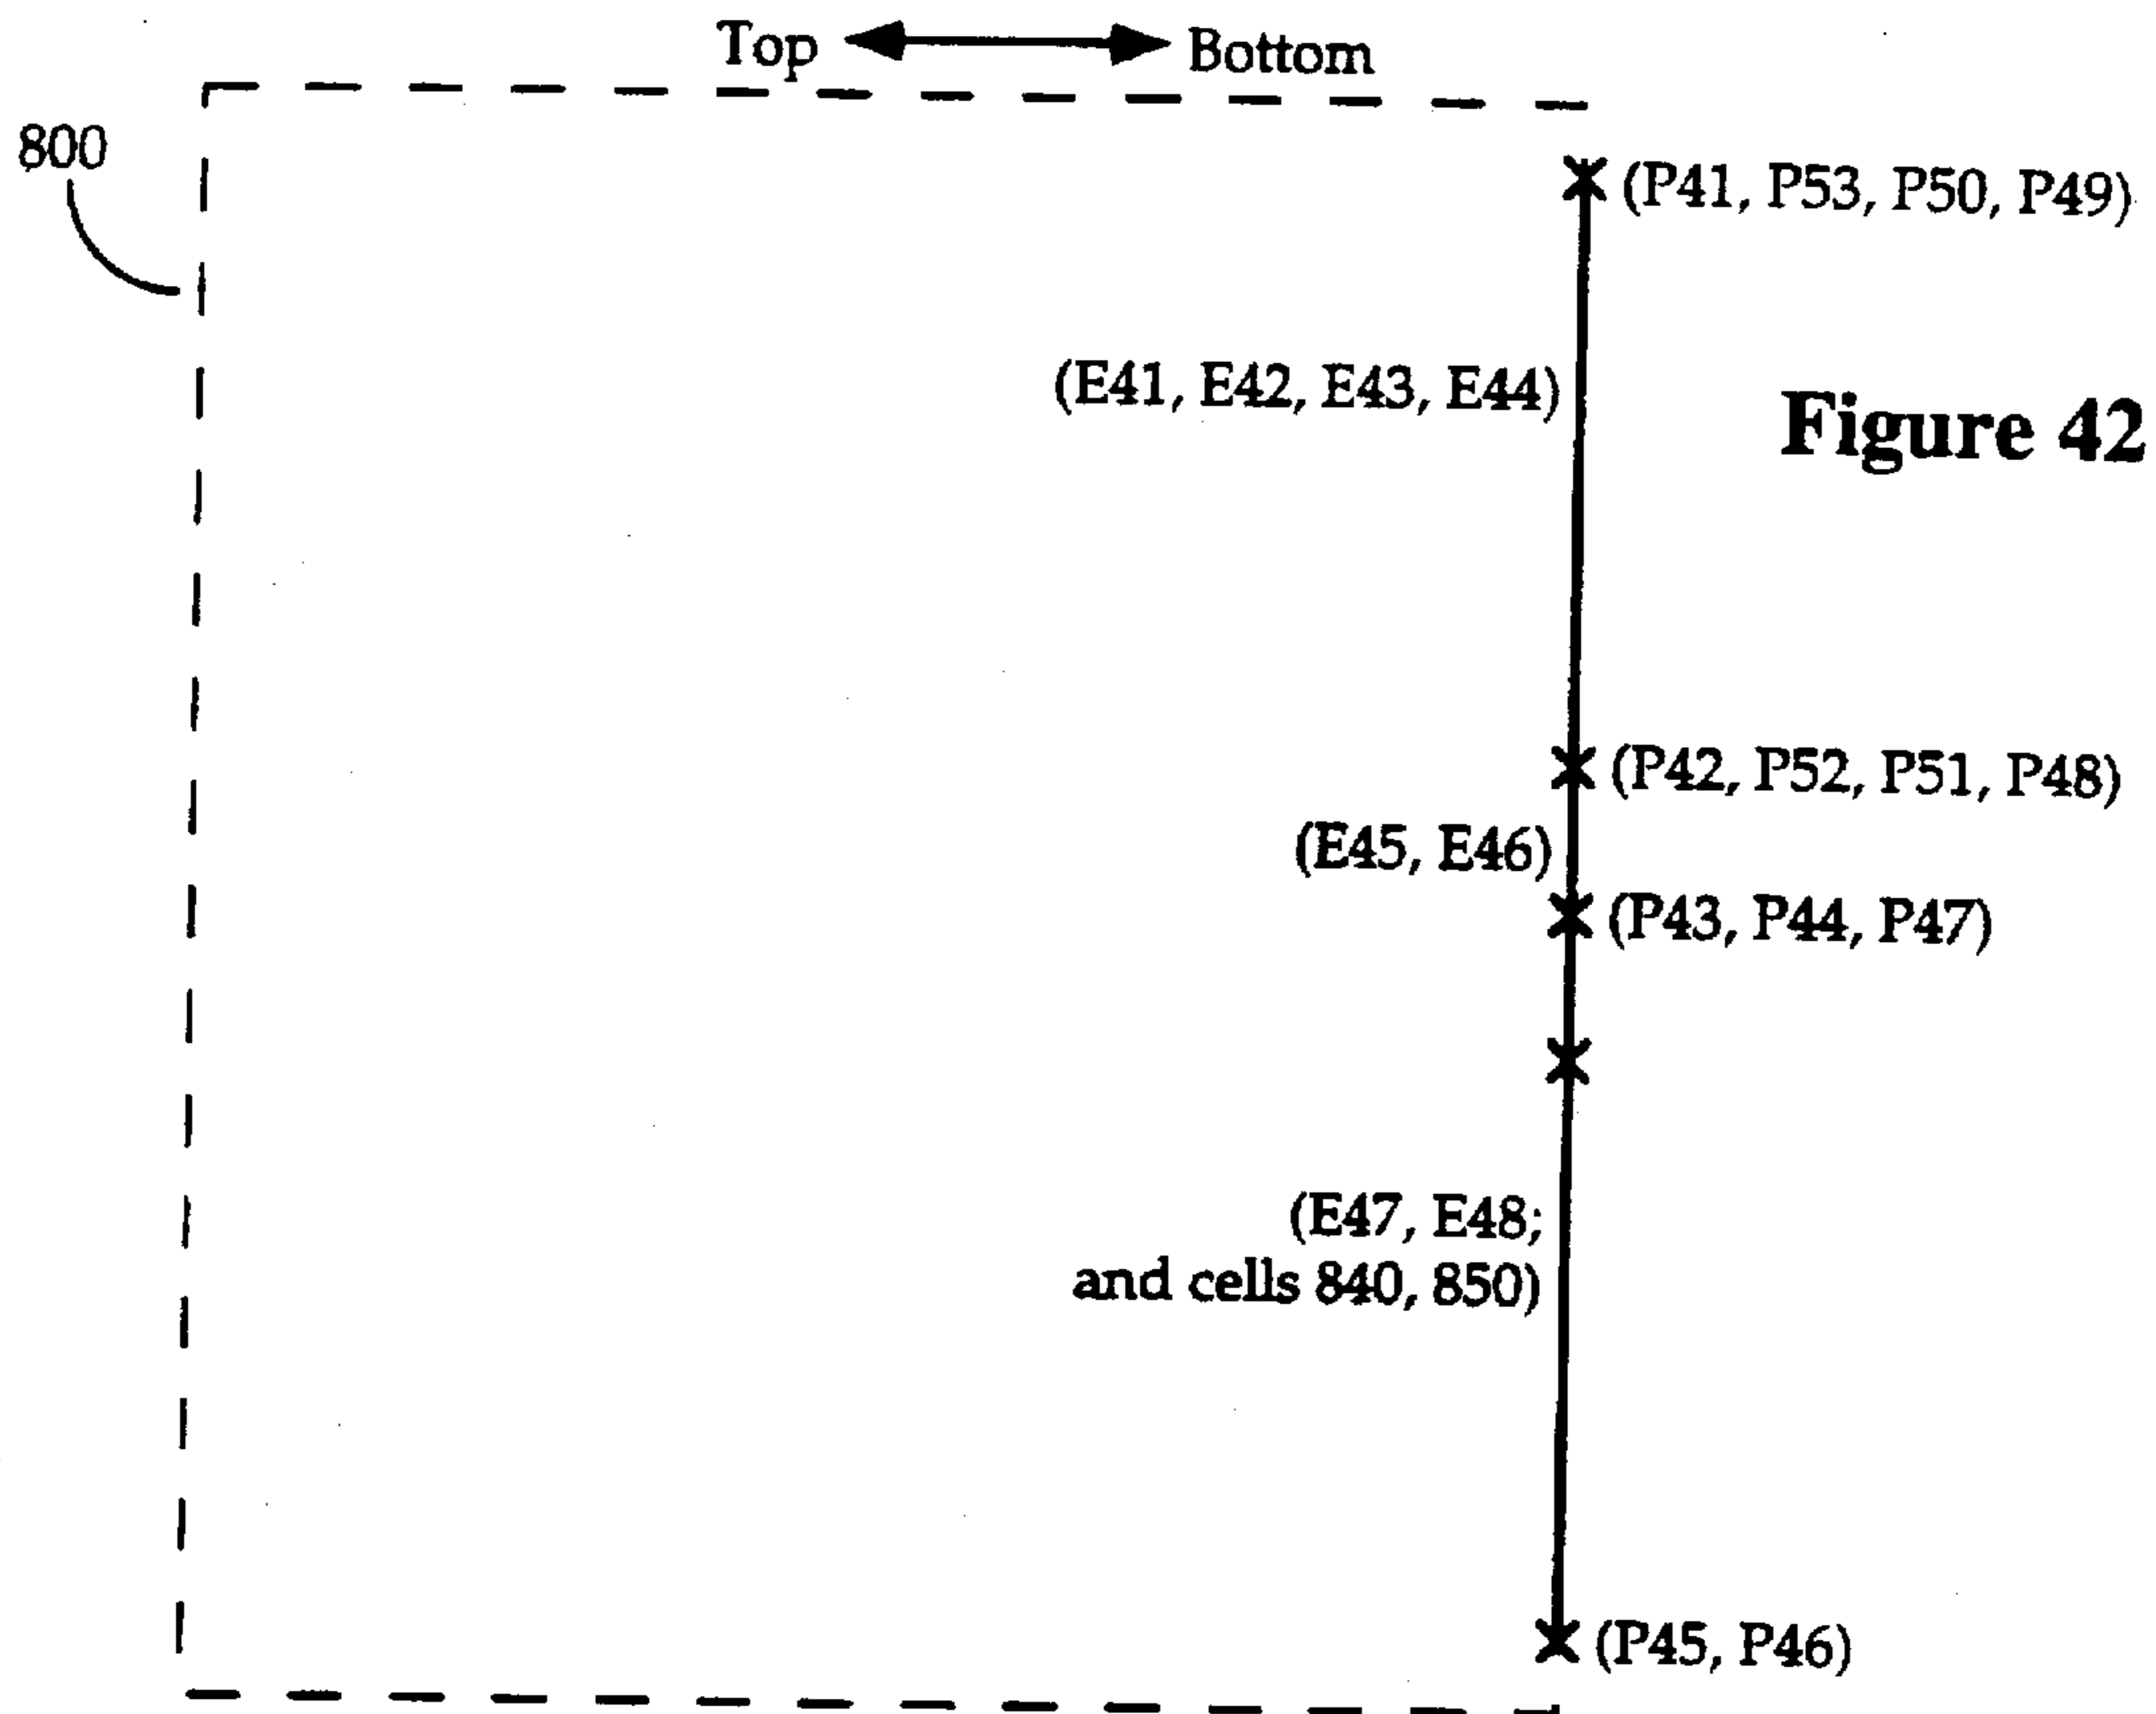 Top Bottom
800
(P41, P53, P50, P49)
(E41, E42, E43, E44)
Figure 42
(P42, P52, P51, P48)
(E45, E46)
(P43, P44, P47)
(E47, E48;
and cells 840, 850)
(P45, P46)